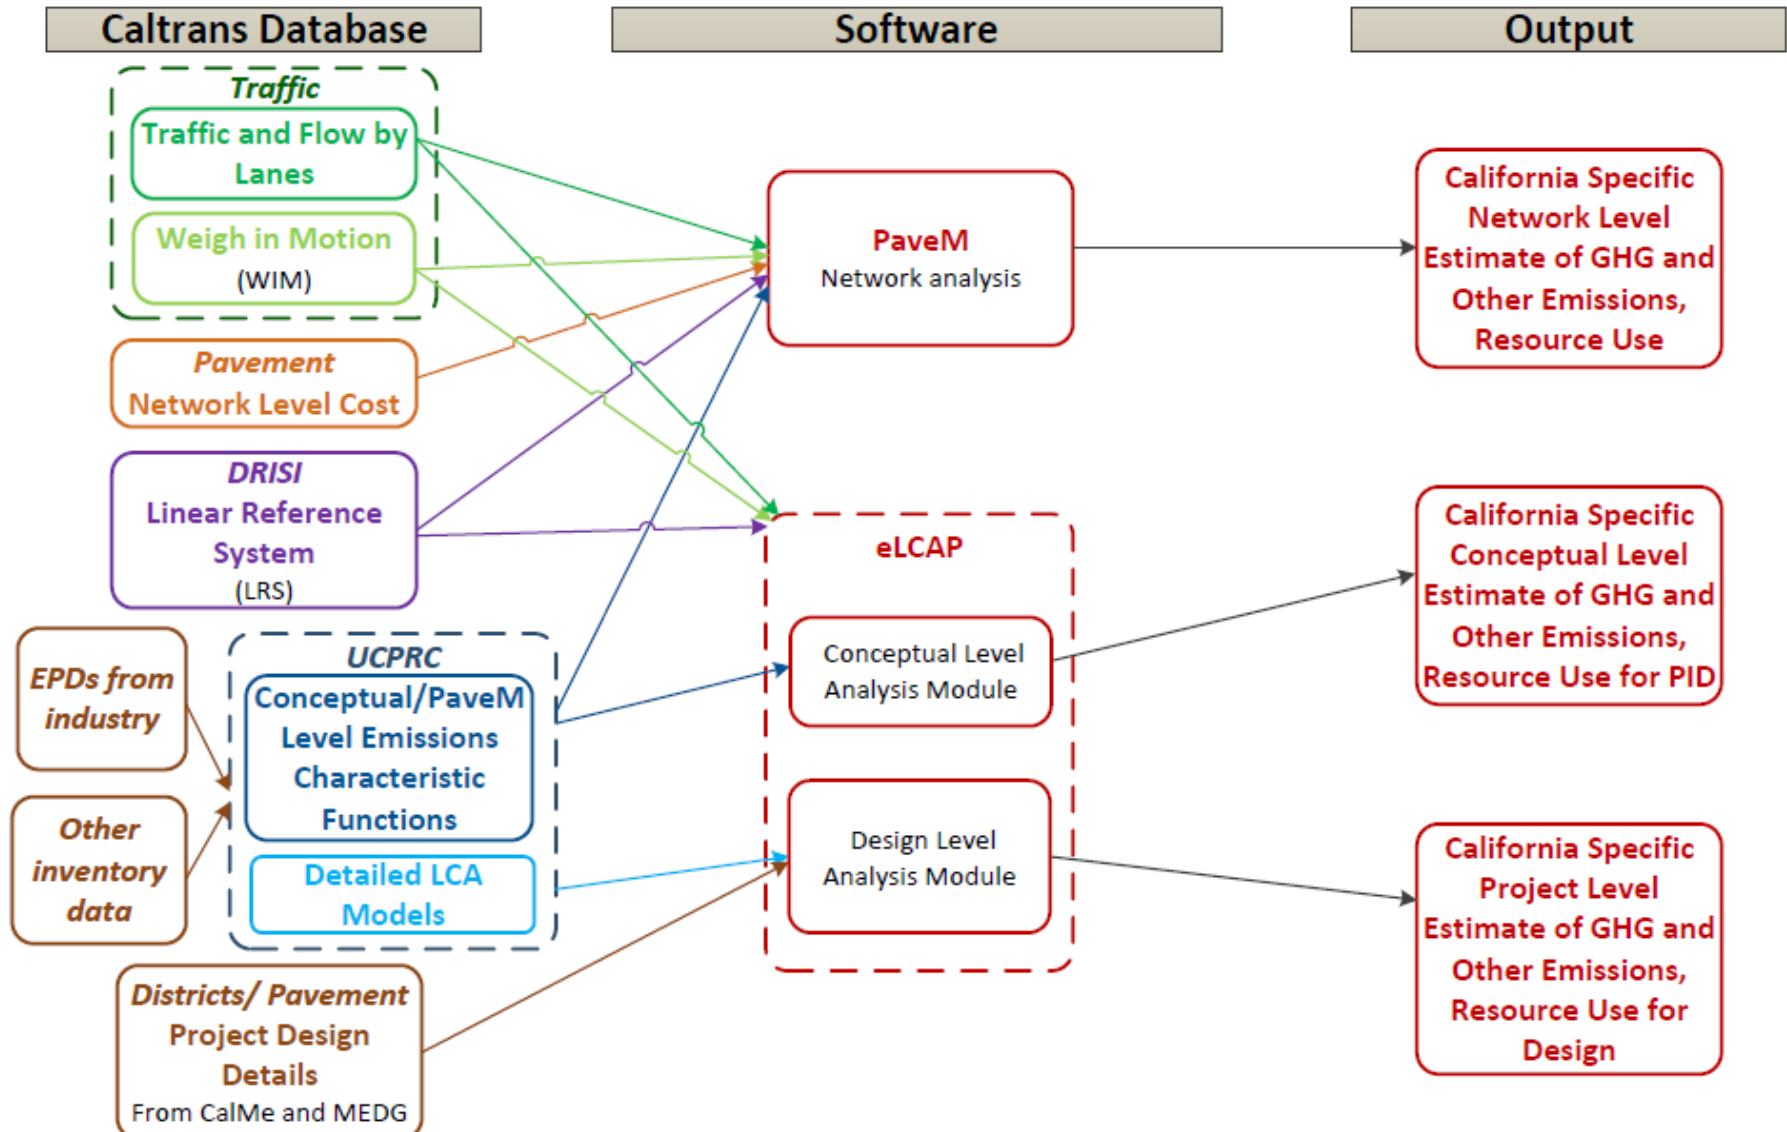 Caltrans Database
Software
Output
Traffic
Traffic and Flow by
Lanes
Weigh in Motion
(WIM)
Pavement
Network Level Cost
DRISI
Linear Reference
System
(LRS)
EPDs from
industry
Other
inventory
data
UCPRC
Conceptual/PaveM
Level Emissions
Characteristic
Functions
Detailed LCA
Models
Districts/ Pavement
Project Design
Details
From CalMe and MEDG
PaveM
Network analysis
eLCAP
Conceptual Level
Analysis Module
Design Level
Analysis Module
California Specific
Network Level
Estimate of GHG and
Other Emissions,
Resource Use
California Specific
Conceptual Level
Estimate of GHG and
Other Emissions,
Resource Use for PID
California Specific
Project Level
Estimate of GHG and
Other Emissions,
Resource Use for
Design